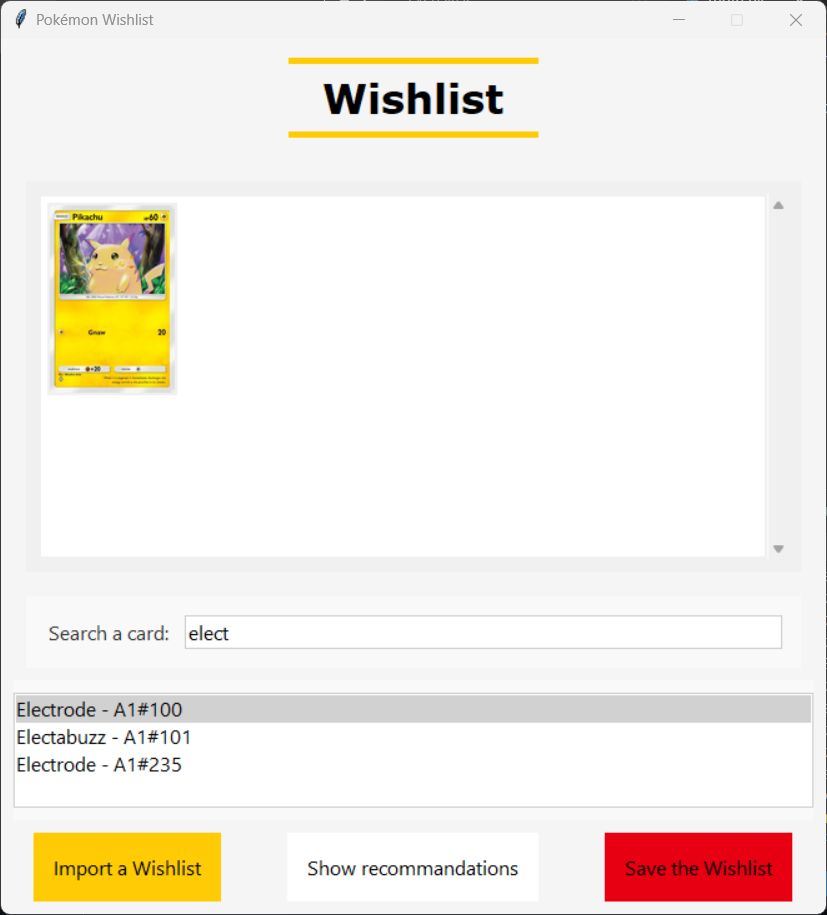 Pokémon Wishlist
Wishlist
Pikachu 60
Gnaw 20
+20
Search a card: elect
Electrode - A1#100
Electabuzz - A1#101
Electrode - A1#235
Import a Wishlist Show recommandations Save the Wishlist